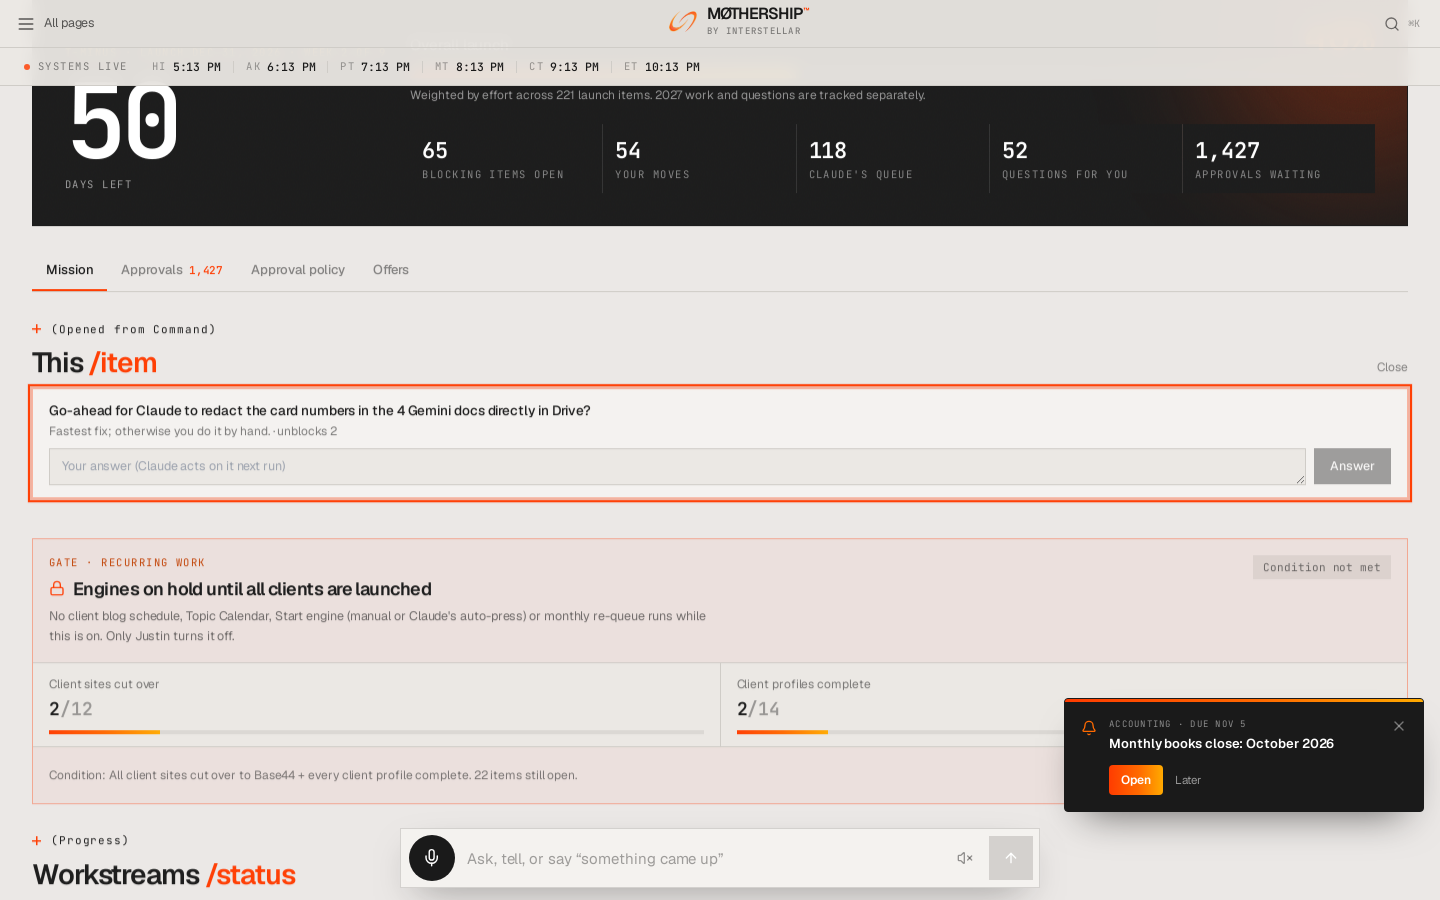 All pages
MØTHERSHIP™
BY INTERSTELLAR
⌘K
SYSTEMS LIVE HI 5:13 PM AK 6:13 PM PT 7:13 PM MT 8:13 PM CT 9:13 PM ET 10:13 PM
50
DAYS LEFT
Weighted by effort across 221 launch items. 2027 work and questions are tracked separately.
65
BLOCKING ITEMS OPEN
54
YOUR MOVES
118
CLAUDE'S QUEUE
52
QUESTIONS FOR YOU
1,427
APPROVALS WAITING
Mission Approvals 1,427 Approval policy Offers
(Opened from Command)
This /item
Close
Go-ahead for Claude to redact the card numbers in the 4 Gemini docs directly in Drive?
Fastest fix; otherwise you do it by hand. · unblocks 2
Your answer (Claude acts on it next run)
Answer
GATE · RECURRING WORK
Condition not met
Engines on hold until all clients are launched
No client blog schedule, Topic Calendar, Start engine (manual or Claude's auto-press) or monthly re-queue runs while
this is on. Only Justin turns it off.
Client sites cut over
2/12
Client profiles complete
2/14
Condition: All client sites cut over to Base44 + every client profile complete. 22 items still open.
ACCOUNTING · DUE NOV 5
Monthly books close: October 2026
Open Later
(Progress)
Workstreams /status
Ask, tell, or say “something came up”